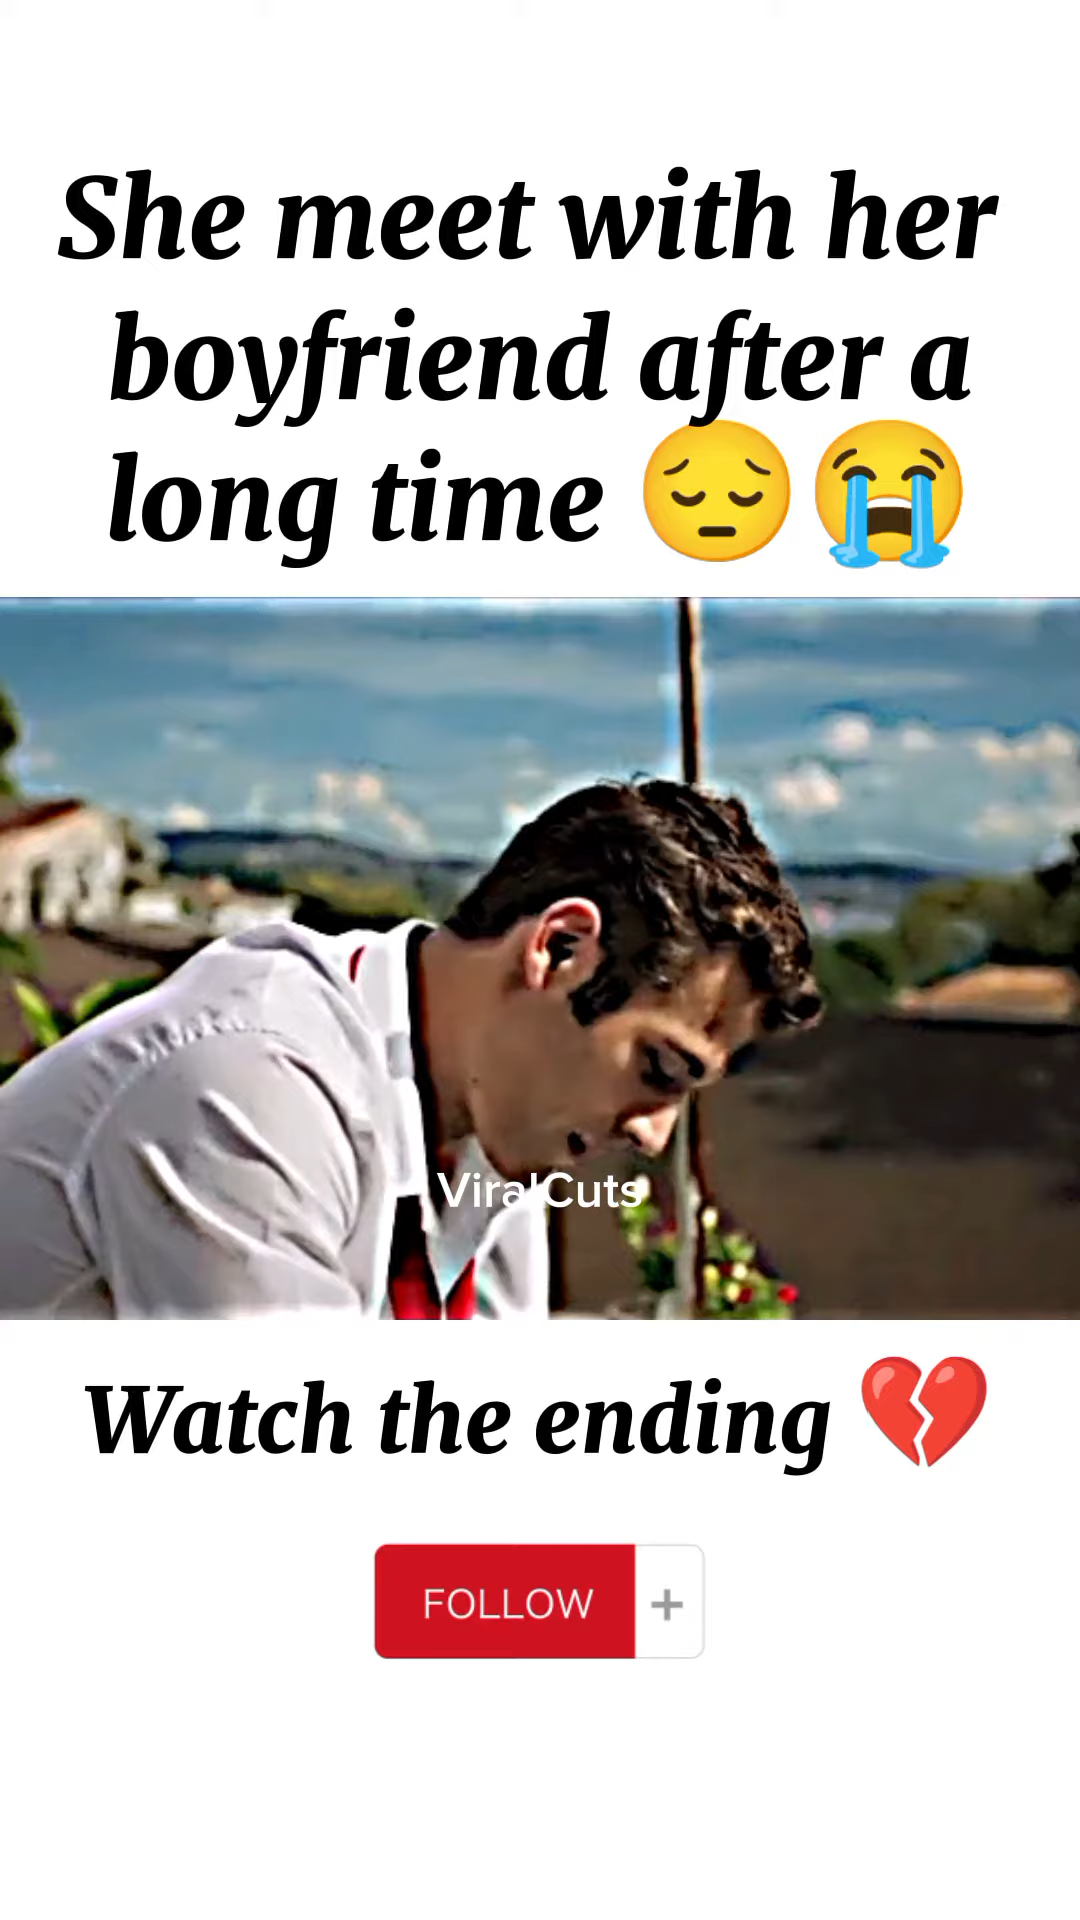 She meet with her
boyfriend after a
long time 😔😭
ViralCuts
Watch the ending 💔
FOLLOW +